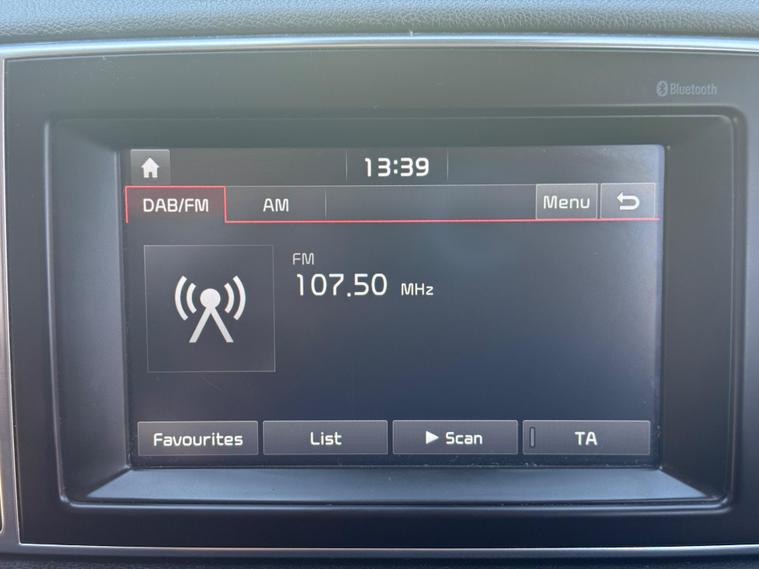 Bluetooth
13:39
DAB/FM AM Menu
FM
107.50 MHz
Favourites List Scan TA